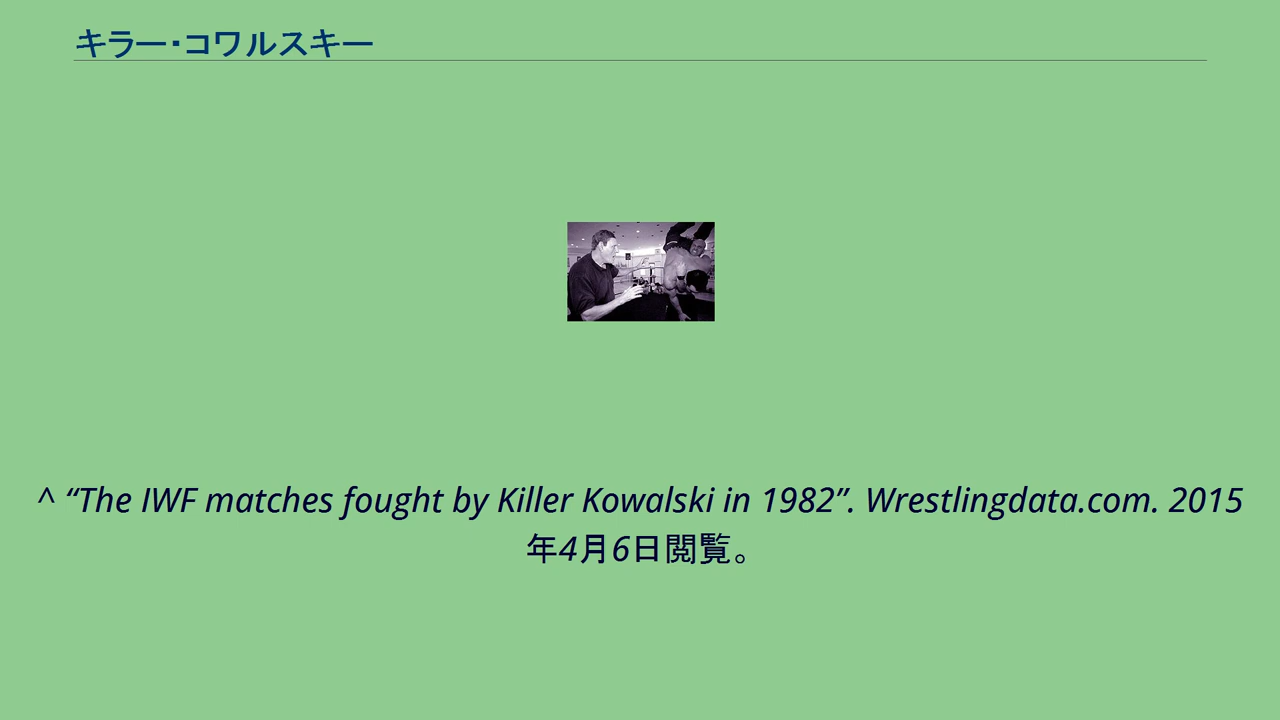 キラー・コワルスキー
^ “The IWF matches fought by Killer Kowalski in 1982”. Wrestlingdata.com. 2015
年4月6日閲覧。